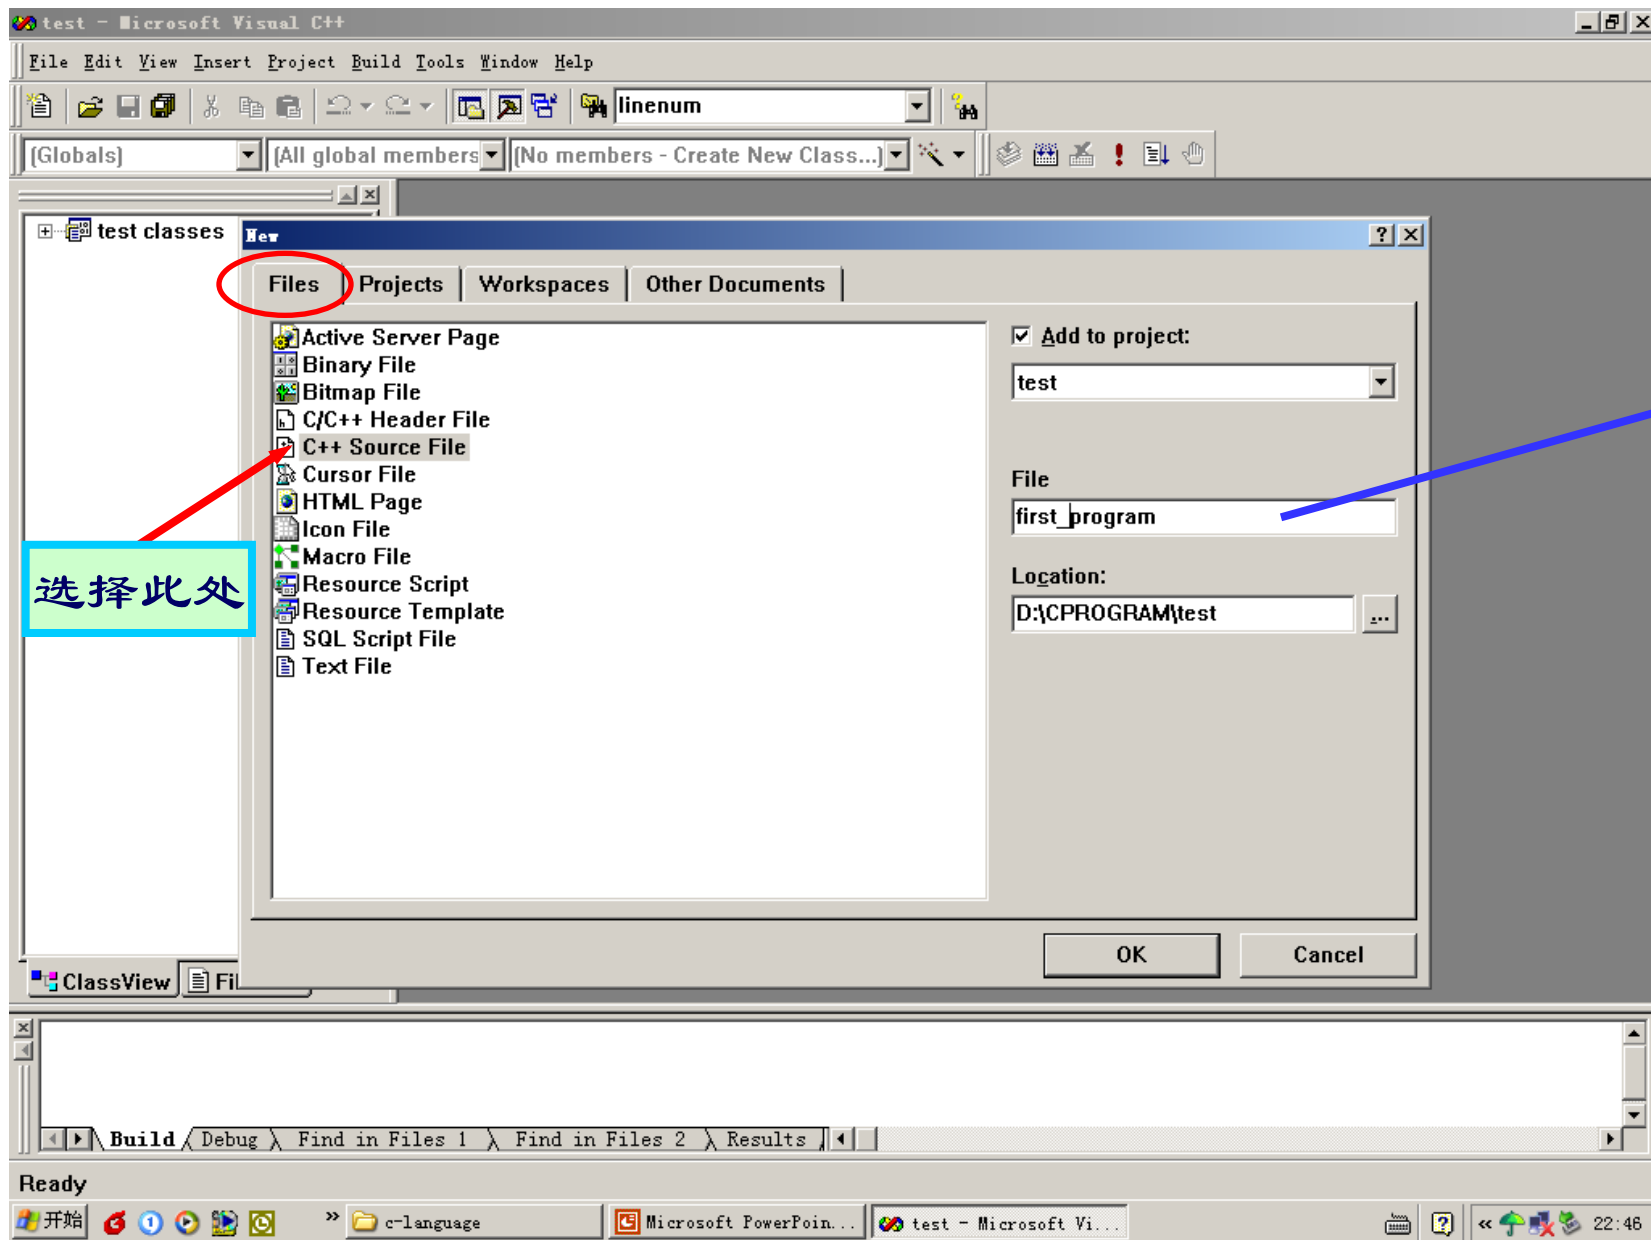 test - Microsoft Visual C++
File Edit View Insert Project Build Tools Window Help
linenum
(Globals) (All global members (No members - Create New Class...)
test classes
New
Files Projects Workspaces Other Documents
Active Server Page
Binary File
Bitmap File
C/C++ Header File
C++ Source File
Cursor File
HTML Page
Icon File
Macro File
Resource Script
Resource Template
SQL Script File
Text File
Add to project:
test
File
first_program
Location:
D:\CPROGRAM\test
...
OK Cancel
选择此处
ClassView Fil
Build Debug Find in Files 1 Find in Files 2 Results
Ready
开始 c-language Microsoft PowerPoin... test - Microsoft Vi... 22:46